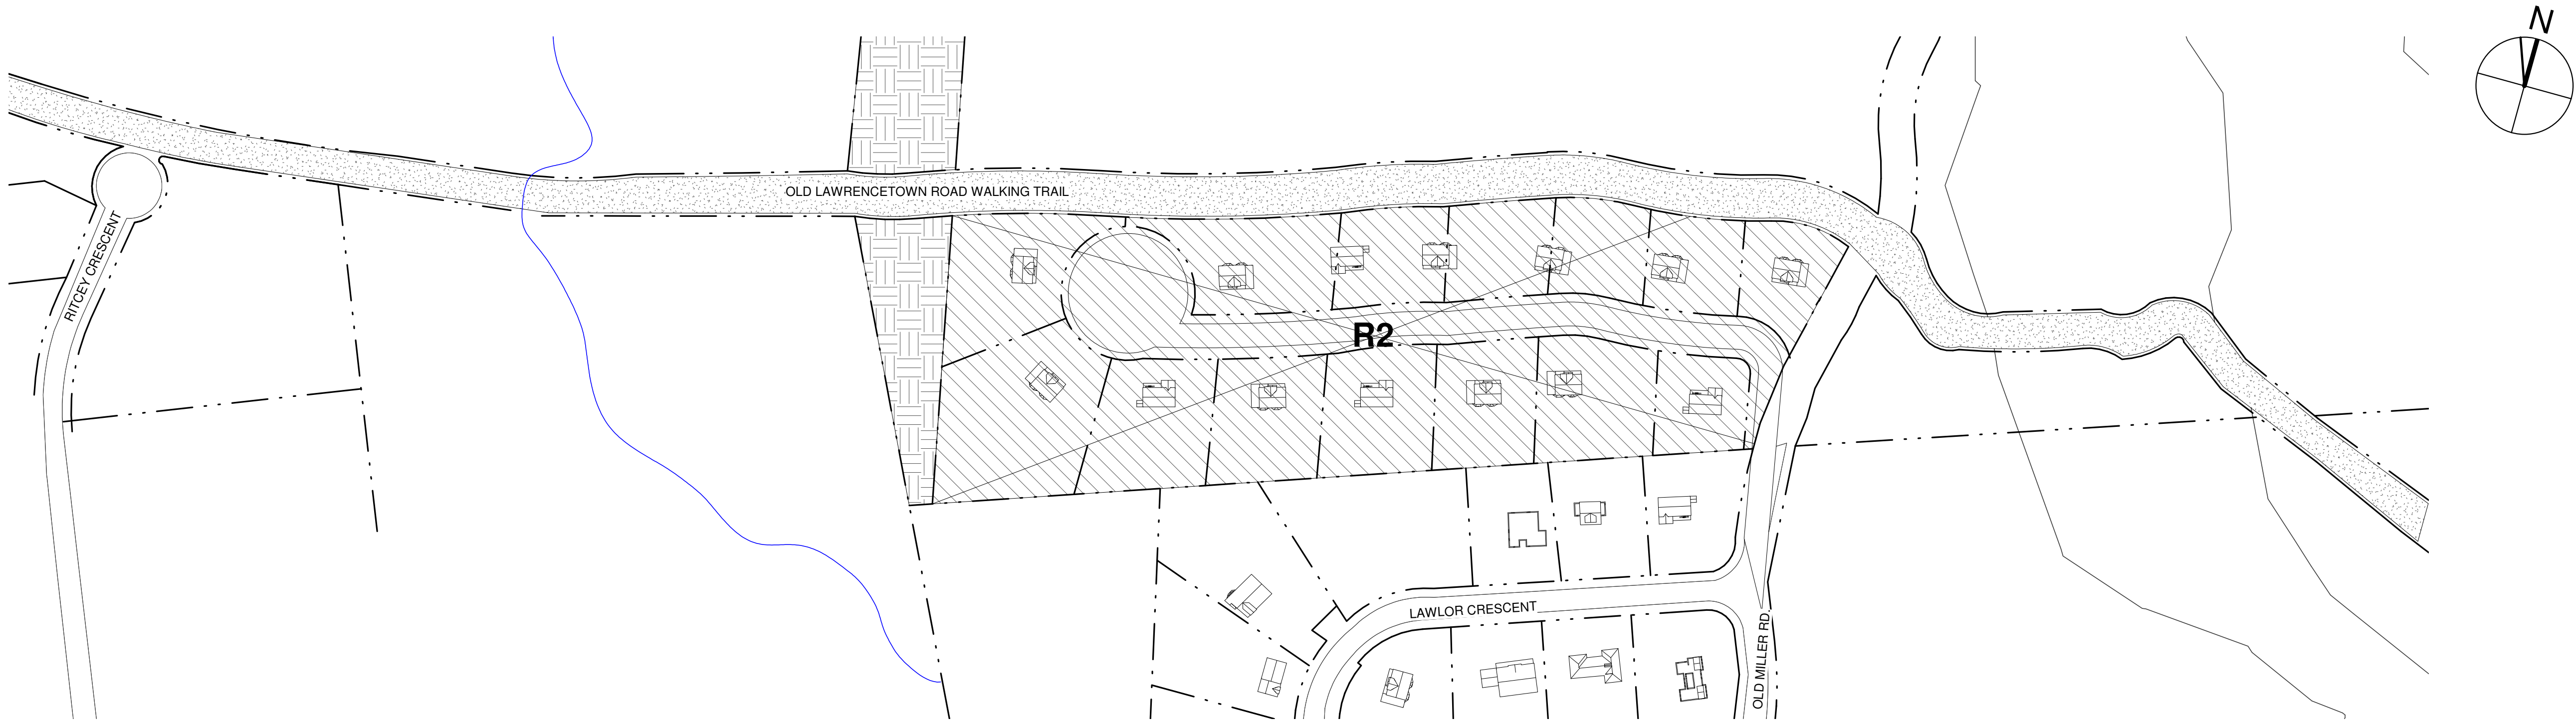 N
OLD LAWRENCETOWN ROAD WALKING TRAIL
RITCEY CRESCENT
R2
LAWLOR CRESCENT
OLD MILLER RD